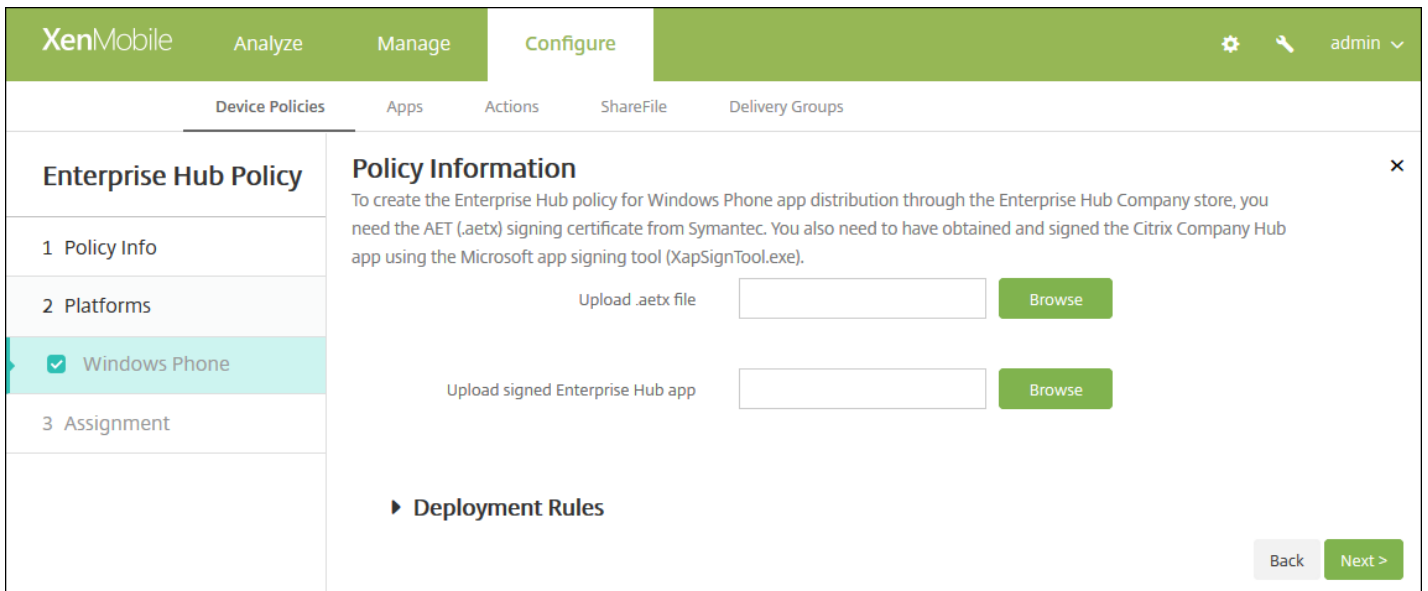 XenMobile Analyze Manage Configure admin
Device Policies Apps Actions ShareFile Delivery Groups
Enterprise Hub Policy
1 Policy Info
2 Platforms
Windows Phone
3 Assignment
Policy Information
To create the Enterprise Hub policy for Windows Phone app distribution through the Enterprise Hub Company store, you
need the AET (.aetx) signing certificate from Symantec. You also need to have obtained and signed the Citrix Company Hub
app using the Microsoft app signing tool (XapSignTool.exe).
Upload .aetx file Browse
Upload signed Enterprise Hub app Browse
Deployment Rules
Back Next >